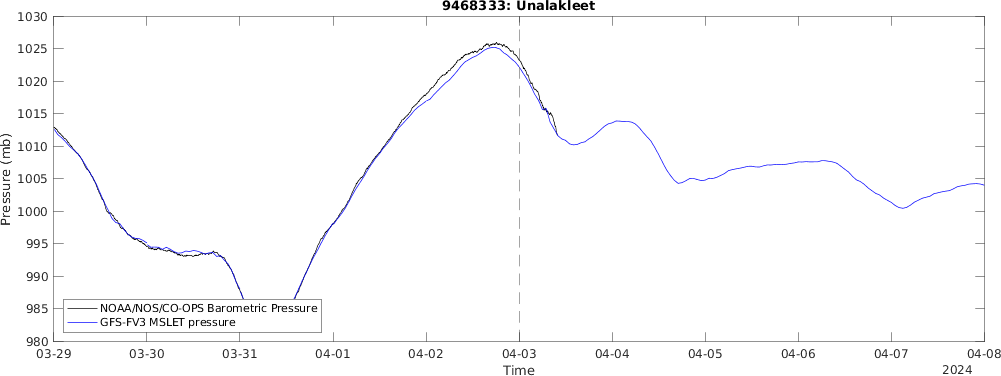 9468333: Unalakleet
1030
1025
1020
1015
1010
1005
1000
995
990
985
980
Pressure (mb)
NOAA/NOS/CO-OPS Barometric Pressure
GFS-FV3 MSLET pressure
03-29 03-30 03-31 04-01 04-02 04-03 04-04 04-05 04-06 04-07 04-08
Time
2024